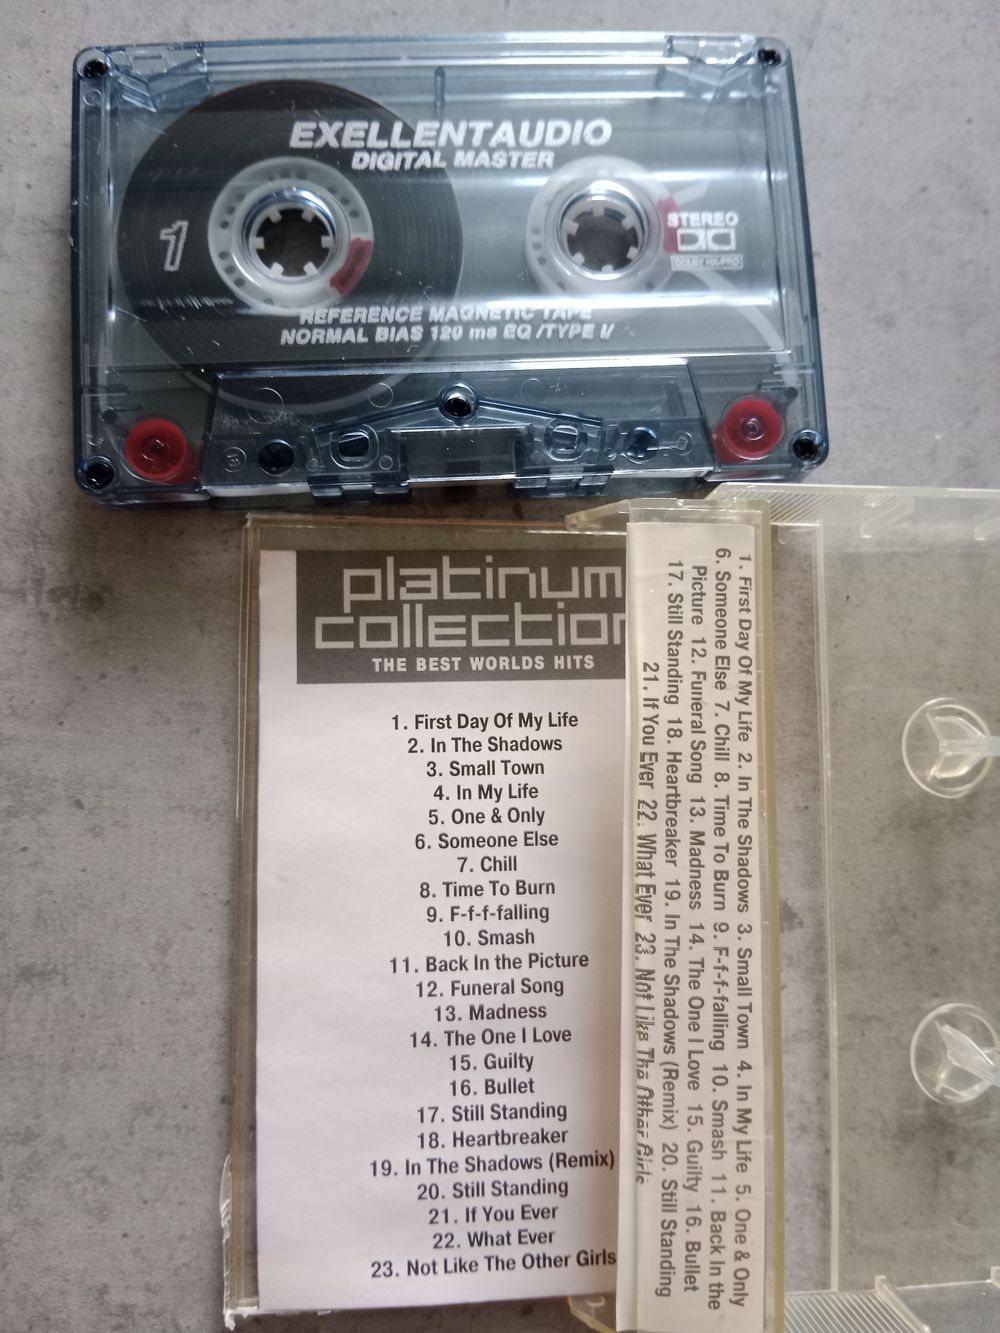 EXELLENTAUDIO
DIGITAL MASTER
1
STEREO
REFERENCE MAGNETIC TAPE
NORMAL BIAS 120 ms EQ /TYPE I/
platinum
collection
THE BEST WORLDS HITS
1. First Day Of My Life
2. In The Shadows
3. Small Town
4. In My Life
5. One & Only
6. Someone Else
7. Chill
8. Time To Burn
9. F-f-f-falling
10. Smash
11. Back In the Picture
12. Funeral Song
13. Madness
14. The One I Love
15. Guilty
16. Bullet
17. Still Standing
18. Heartbreaker
19. In The Shadows (Remix)
20. Still Standing
21. If You Ever
22. What Ever
23. Not Like The Other Girls
1. First Day Of My Life 2. In The Shadows 3. Small Town 4. In My Life 5. One & Only
6. Someone Else 7. Chill 8. Time To Burn 9. F-f-f-falling 10. Smash 11. Back In the
Picture 12. Funeral Song 13. Madness 14. The One I Love 15. Guilty 16. Bullet
17. Still Standing 18. Heartbreaker 19. In The Shadows (Remix) 20. Still Standing
21. If You Ever 22. What Ever 23. Not Like The Other Girls